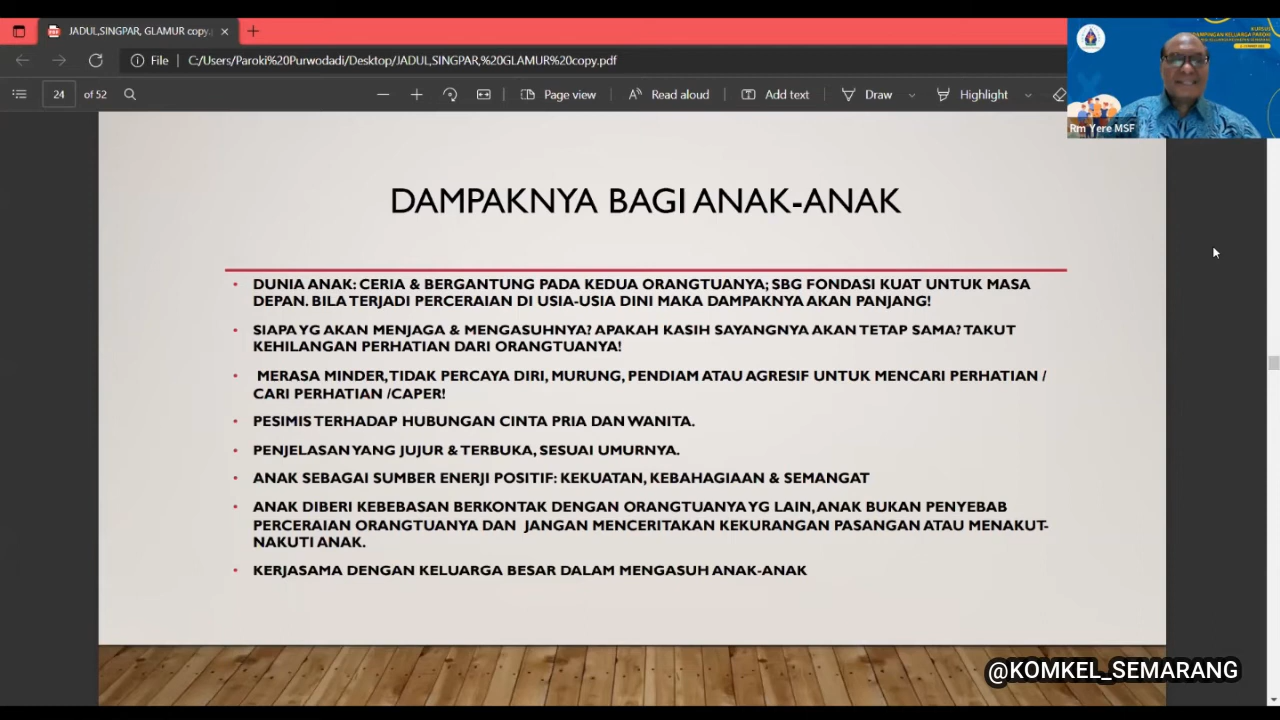 JADUL,SINGPAR, GLAMUR copy.
File
C:/Users/Paroki%20Purwodadi/Desktop/JADUL,SINGPAR,%20GLAMUR%20copy.pdf
24 of 52
Page view
Read aloud
Add text
Draw
Highlight
KURSUS
Rm Yere MSF
DAMPAKNYA BAGI ANAK-ANAK
• DUNIA ANAK: CERIA & BERGANTUNG PADA KEDUA ORANGTUANYA; SBG FONDASI KUAT UNTUK MASA
DEPAN. BILA TERJADI PERCERAIAN DI USIA-USIA DINI MAKA DAMPAKNYA AKAN PANJANG!
• SIAPA YG AKAN MENJAGA & MENGASUHNYA? APAKAH KASIH SAYANGNYA AKAN TETAP SAMA? TAKUT
KEHILANGAN PERHATIAN DARI ORANGTUANYA!
• MERASA MINDER, TIDAK PERCAYA DIRI, MURUNG, PENDIAM ATAU AGRESIF UNTUK MENCARI PERHATIAN /
CARI PERHATIAN /CAPER!
• PESIMIS TERHADAP HUBUNGAN CINTA PRIA DAN WANITA.
• PENJELASAN YANG JUJUR & TERBUKA, SESUAI UMURNYA.
• ANAK SEBAGAI SUMBER ENERJI POSITIF: KEKUATAN, KEBAHAGIAAN & SEMANGAT
• ANAK DIBERI KEBEBASAN BERKONTAK DENGAN ORANGTUANYA YG LAIN, ANAK BUKAN PENYEBAB
PERCERAIAN ORANGTUANYA DAN JANGAN MENCERITAKAN KEKURANGAN PASANGAN ATAU MENAKUT-
NAKUTI ANAK.
• KERJASAMA DENGAN KELUARGA BESAR DALAM MENGASUH ANAK-ANAK
@KOMKEL_SEMARANG